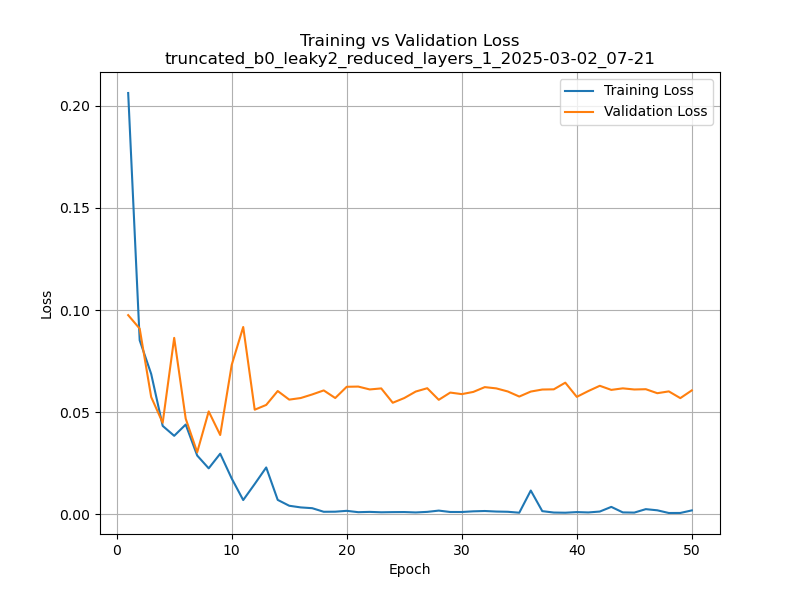 Training vs Validation Loss
truncated_b0_leaky2_reduced_layers_1_2025-03-02_07-21
Training Loss
Validation Loss
0.20
0.15
0.10
0.05
0.00
Loss
0 10 20 30 40 50
Epoch